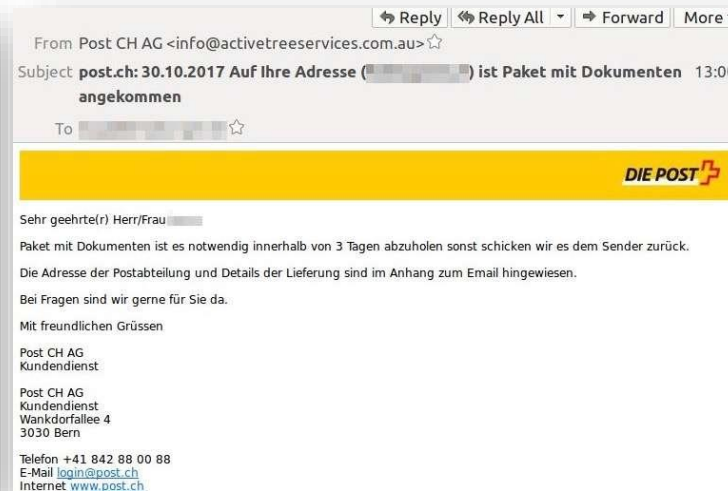 Reply Reply All Forward More
From Post CH AG <info@activetreeservices.com.au>
Subject post.ch: 30.10.2017 Auf Ihre Adresse ( ) ist Paket mit Dokumenten 13:0
angekommen
To
DIE POST
Sehr geehrte(r) Herr/Frau
Paket mit Dokumenten ist es notwendig innerhalb von 3 Tagen abzuholen sonst schicken wir es dem Sender zurück.
Die Adresse der Postabteilung und Details der Lieferung sind im Anhang zum Email hingewiesen.
Bei Fragen sind wir gerne für Sie da.
Mit freundlichen Grüssen
Post CH AG
Kundendienst
Post CH AG
Kundendienst
Wankdorfallee 4
3030 Bern
Telefon +41 842 88 00 88
E-Mail login@post.ch
Internet www.post.ch